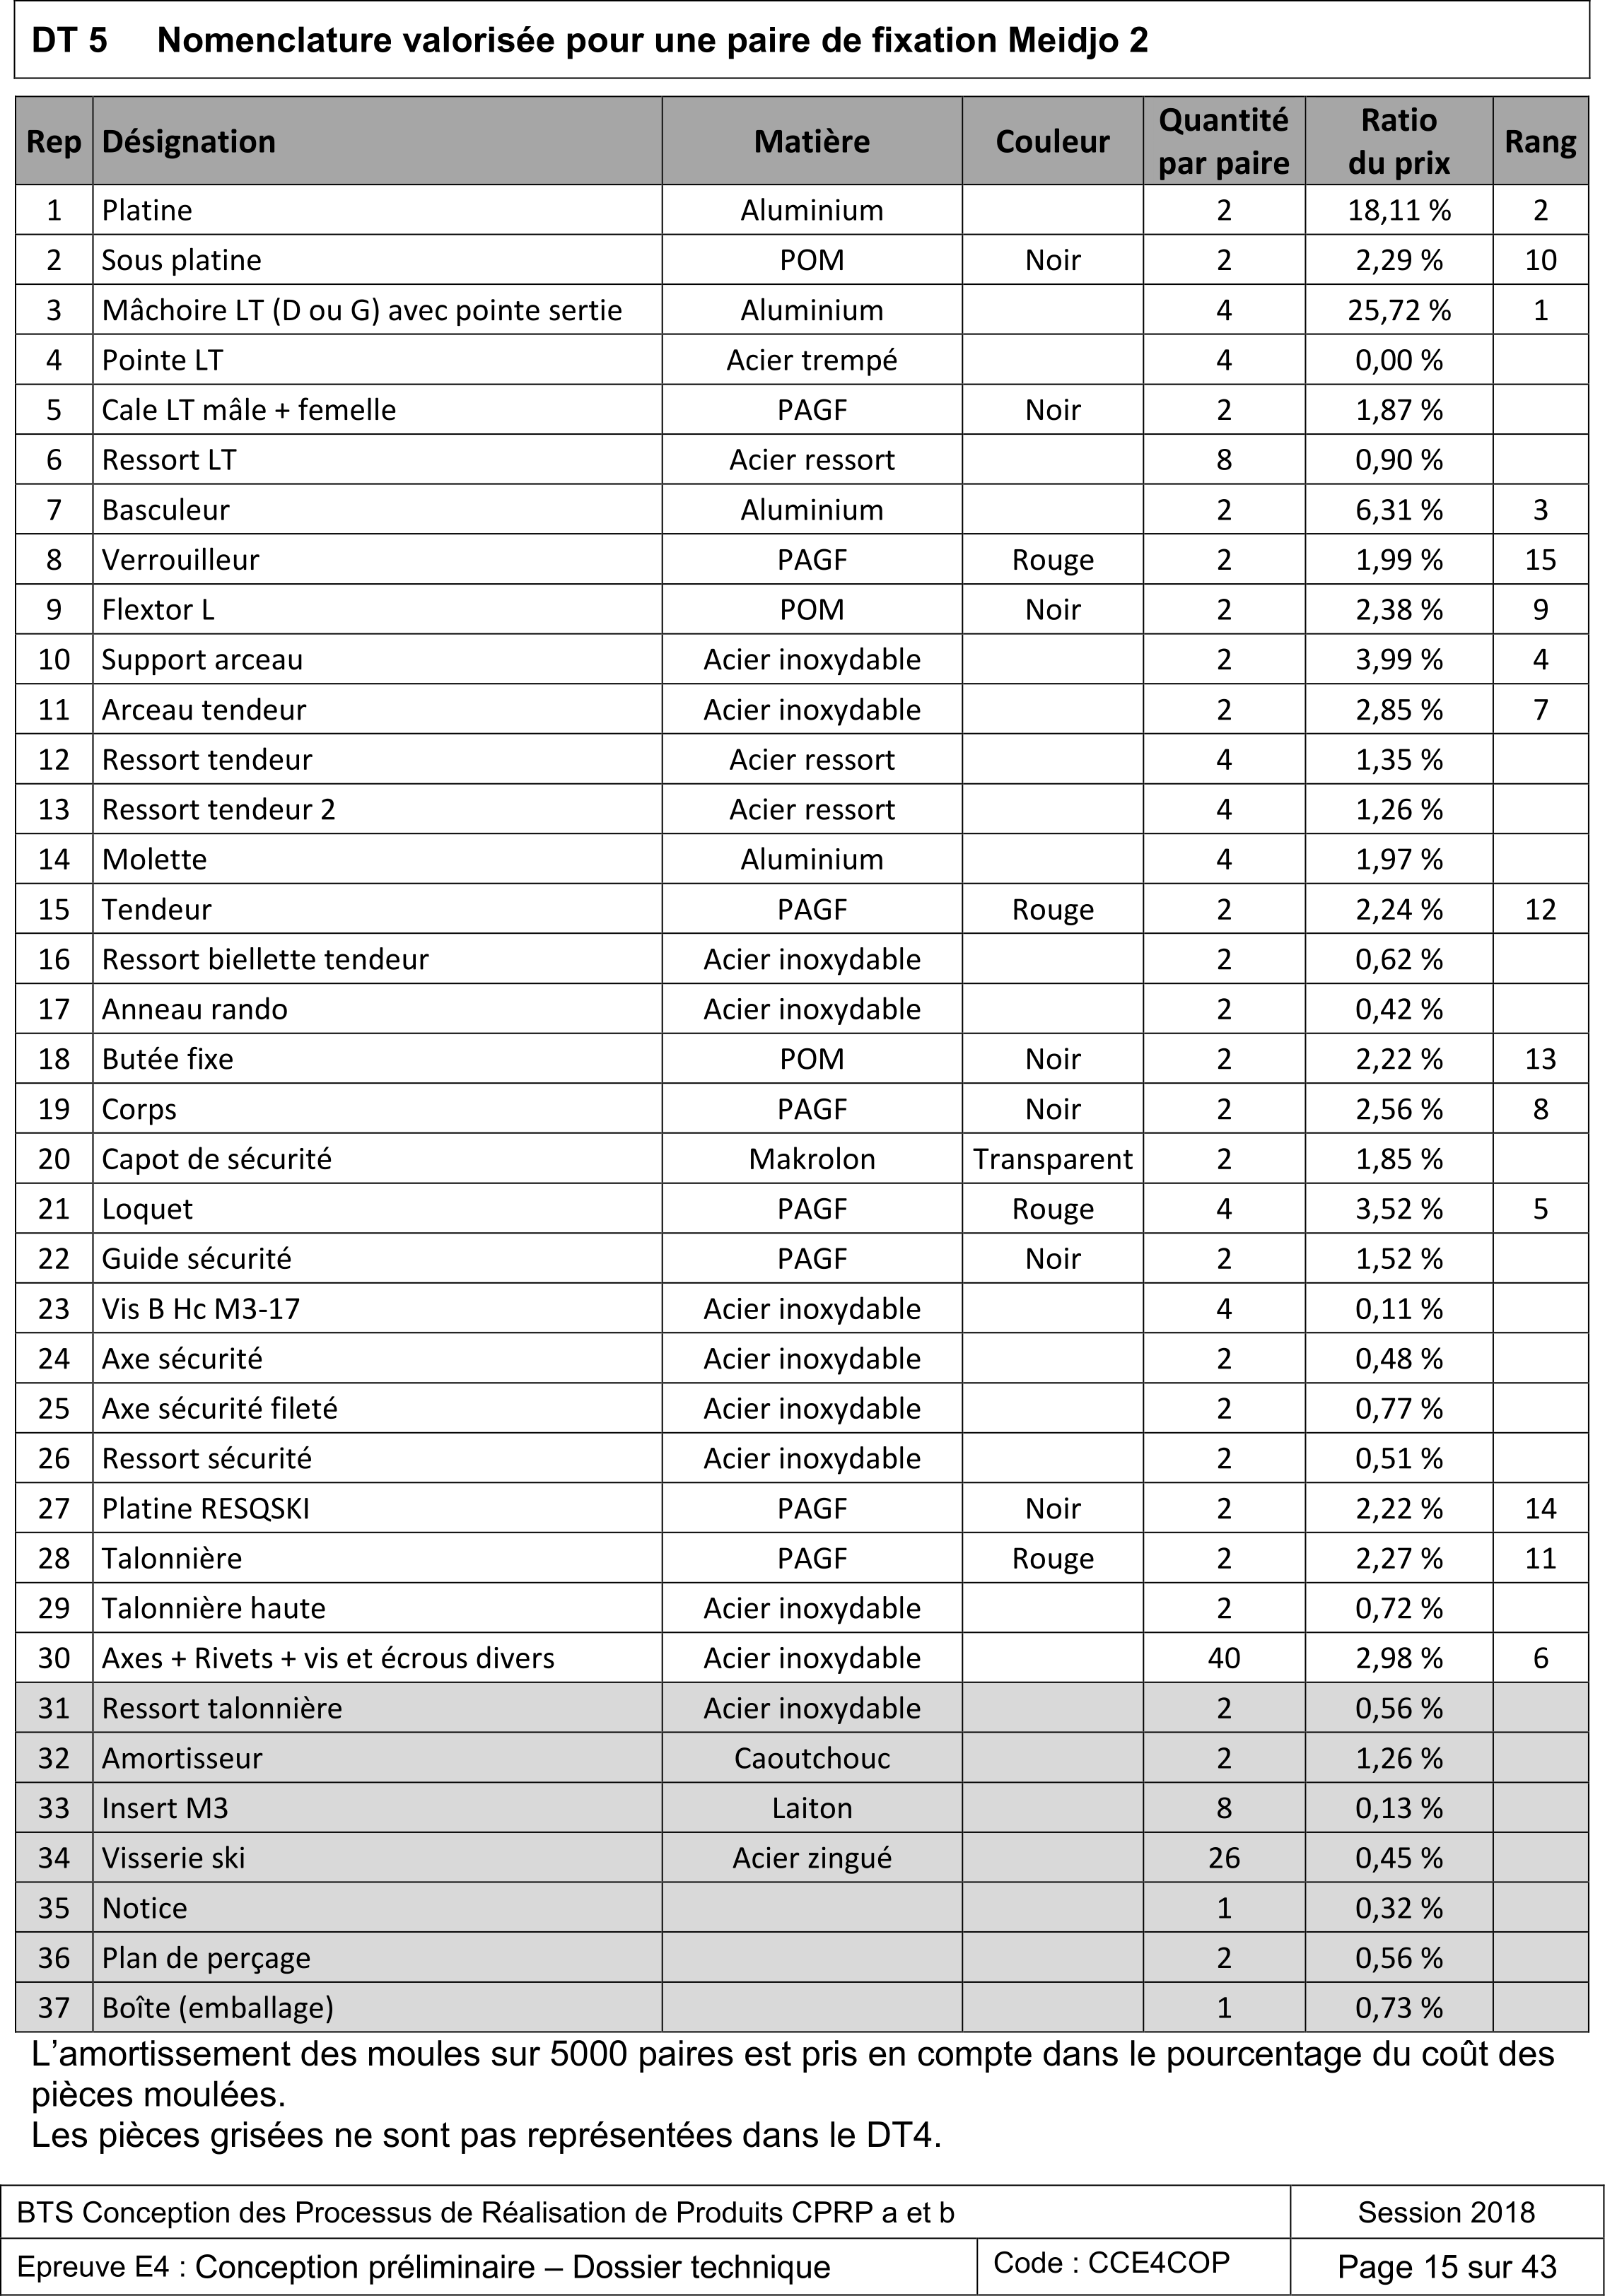 DT 5 Nomenclature valorisée pour une paire de fixation Meidjo 2
Rep Désignation Matière Couleur Quantité par paire Ratio du prix Rang
1 Platine Aluminium 2 18,11 % 2
2 Sous platine POM Noir 2 2,29 % 10
3 Mâchoire LT (D ou G) avec pointe sertie Aluminium 4 25,72 % 1
4 Pointe LT Acier trempé 4 0,00 %
5 Cale LT mâle + femelle PAGF Noir 2 1,87 %
6 Ressort LT Acier ressort 8 0,90 %
7 Basculeur Aluminium 2 6,31 % 3
8 Verrouilleur PAGF Rouge 2 1,99 % 15
9 Flextor L POM Noir 2 2,38 % 9
10 Support arceau Acier inoxydable 2 3,99 % 4
11 Arceau tendeur Acier inoxydable 2 2,85 % 7
12 Ressort tendeur Acier ressort 4 1,35 %
13 Ressort tendeur 2 Acier ressort 4 1,26 %
14 Molette Aluminium 4 1,97 %
15 Tendeur PAGF Rouge 2 2,24 % 12
16 Ressort biellette tendeur Acier inoxydable 2 0,62 %
17 Anneau rando Acier inoxydable 2 0,42 %
18 Butée fixe POM Noir 2 2,22 % 13
19 Corps PAGF Noir 2 2,56 % 8
20 Capot de sécurité Makrolon Transparent 2 1,85 %
21 Loquet PAGF Rouge 4 3,52 % 5
22 Guide sécurité PAGF Noir 2 1,52 %
23 Vis B Hc M3-17 Acier inoxydable 4 0,11 %
24 Axe sécurité Acier inoxydable 2 0,48 %
25 Axe sécurité fileté Acier inoxydable 2 0,77 %
26 Ressort sécurité Acier inoxydable 2 0,51 %
27 Platine RESQSKI PAGF Noir 2 2,22 % 14
28 Talonnière PAGF Rouge 2 2,27 % 11
29 Talonnière haute Acier inoxydable 2 0,72 %
30 Axes + Rivets + vis et écrous divers Acier inoxydable 40 2,98 % 6
31 Ressort talonnière Acier inoxydable 2 0,56 %
32 Amortisseur Caoutchouc 2 1,26 %
33 Insert M3 Laiton 8 0,13 %
34 Visserie ski Acier zingué 26 0,45 %
35 Notice 1 0,32 %
36 Plan de perçage 2 0,56 %
37 Boîte (emballage) 1 0,73 %
L’amortissement des moules sur 5000 paires est pris en compte dans le pourcentage du coût des
pièces moulées.
Les pièces grisées ne sont pas représentées dans le DT4.
BTS Conception des Processus de Réalisation de Produits CPRP a et b Session 2018
Epreuve E4 : Conception préliminaire – Dossier technique Code : CCE4COP Page 15 sur 43